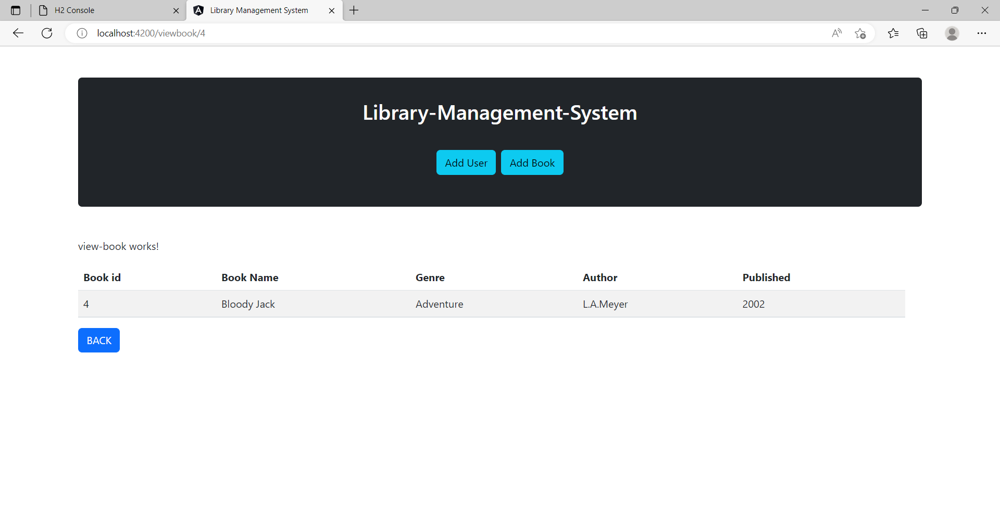 H2 Console
Library Management System
localhost:4200/viewbook/4
Library-Management-System
Add User Add Book
view-book works!
Book id Book Name Genre Author Published
4 Bloody Jack Adventure L.A.Meyer 2002
BACK